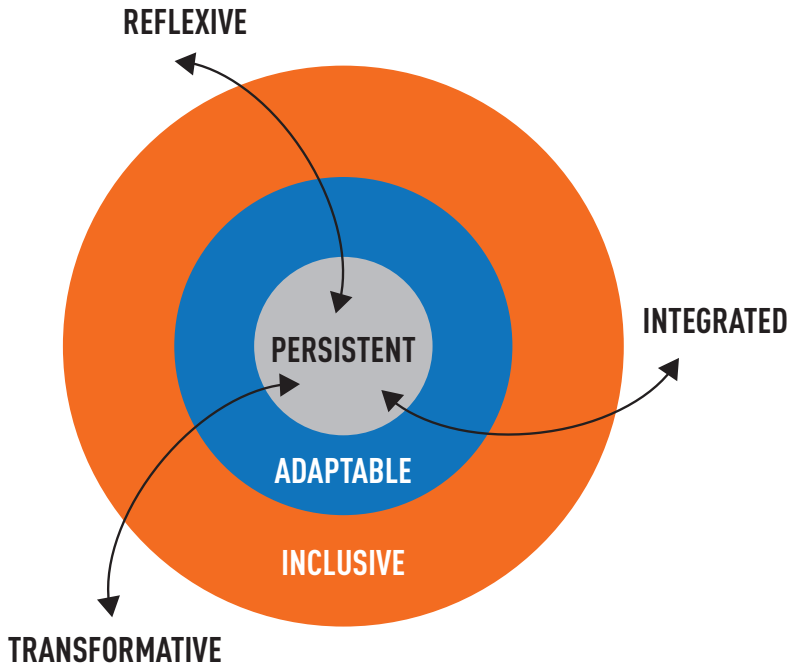 REFLEXIVE
INTEGRATED
PERSISTENT
ADAPTABLE
INCLUSIVE
TRANSFORMATIVE